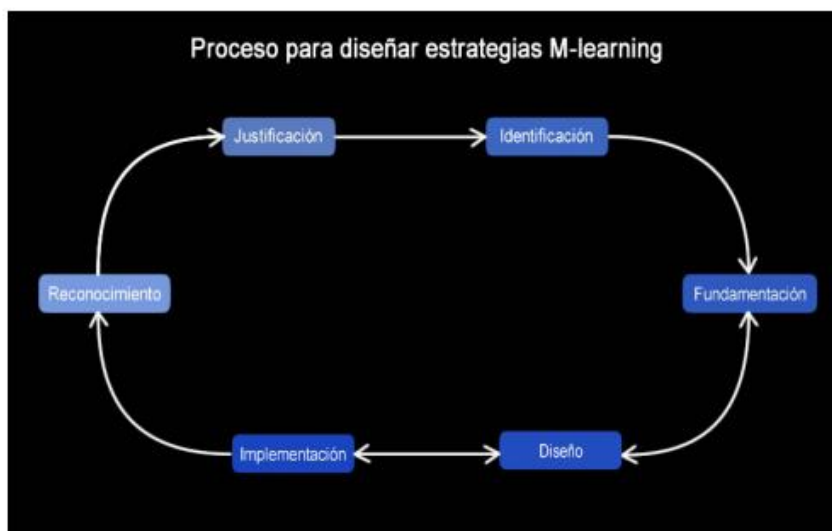 Proceso para diseñar estrategias M-learning
Justificación
Identificación
Reconocimiento
Fundamentación
Implementación
Diseño